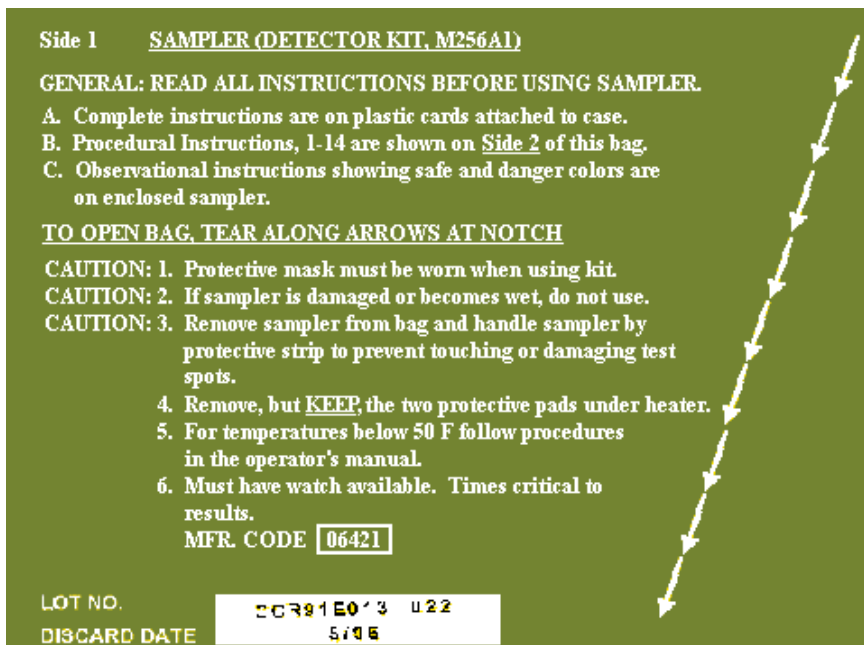 Side 1 SAMPLER (DETECTOR KIT, M256A1)
GENERAL: READ ALL INSTRUCTIONS BEFORE USING SAMPLER.
A. Complete instructions are on plastic cards attached to case.
B. Procedural Instructions, 1-14 are shown on Side 2 of this bag.
C. Observational instructions showing safe and danger colors are
on enclosed sampler.
TO OPEN BAG, TEAR ALONG ARROWS AT NOTCH
CAUTION: 1. Protective mask must be worn when using kit.
CAUTION: 2. If sampler is damaged or becomes wet, do not use.
CAUTION: 3. Remove sampler from bag and handle sampler by
protective strip to prevent touching or damaging test
spots.
4. Remove, but KEEP, the two protective pads under heater.
5. For temperatures below 50 F follow procedures
in the operator's manual.
6. Must have watch available. Times critical to
results.
MFR. CODE 06421
LOT NO.
DISCARD DATE